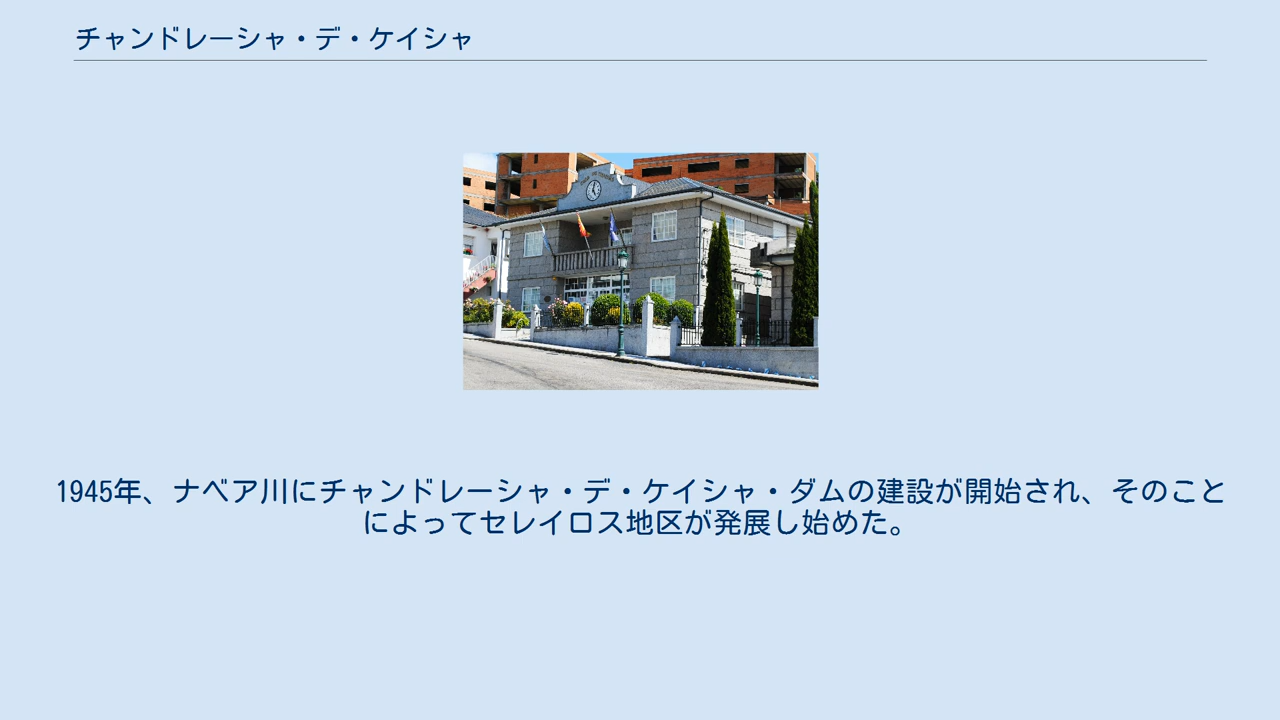 チャンドレーシャ・デ・ケイシャ
1945年、ナベア川にチャンドレーシャ・デ・ケイシャ・ダムの建設が開始され、そのこと
によってセレイロス地区が発展し始めた。